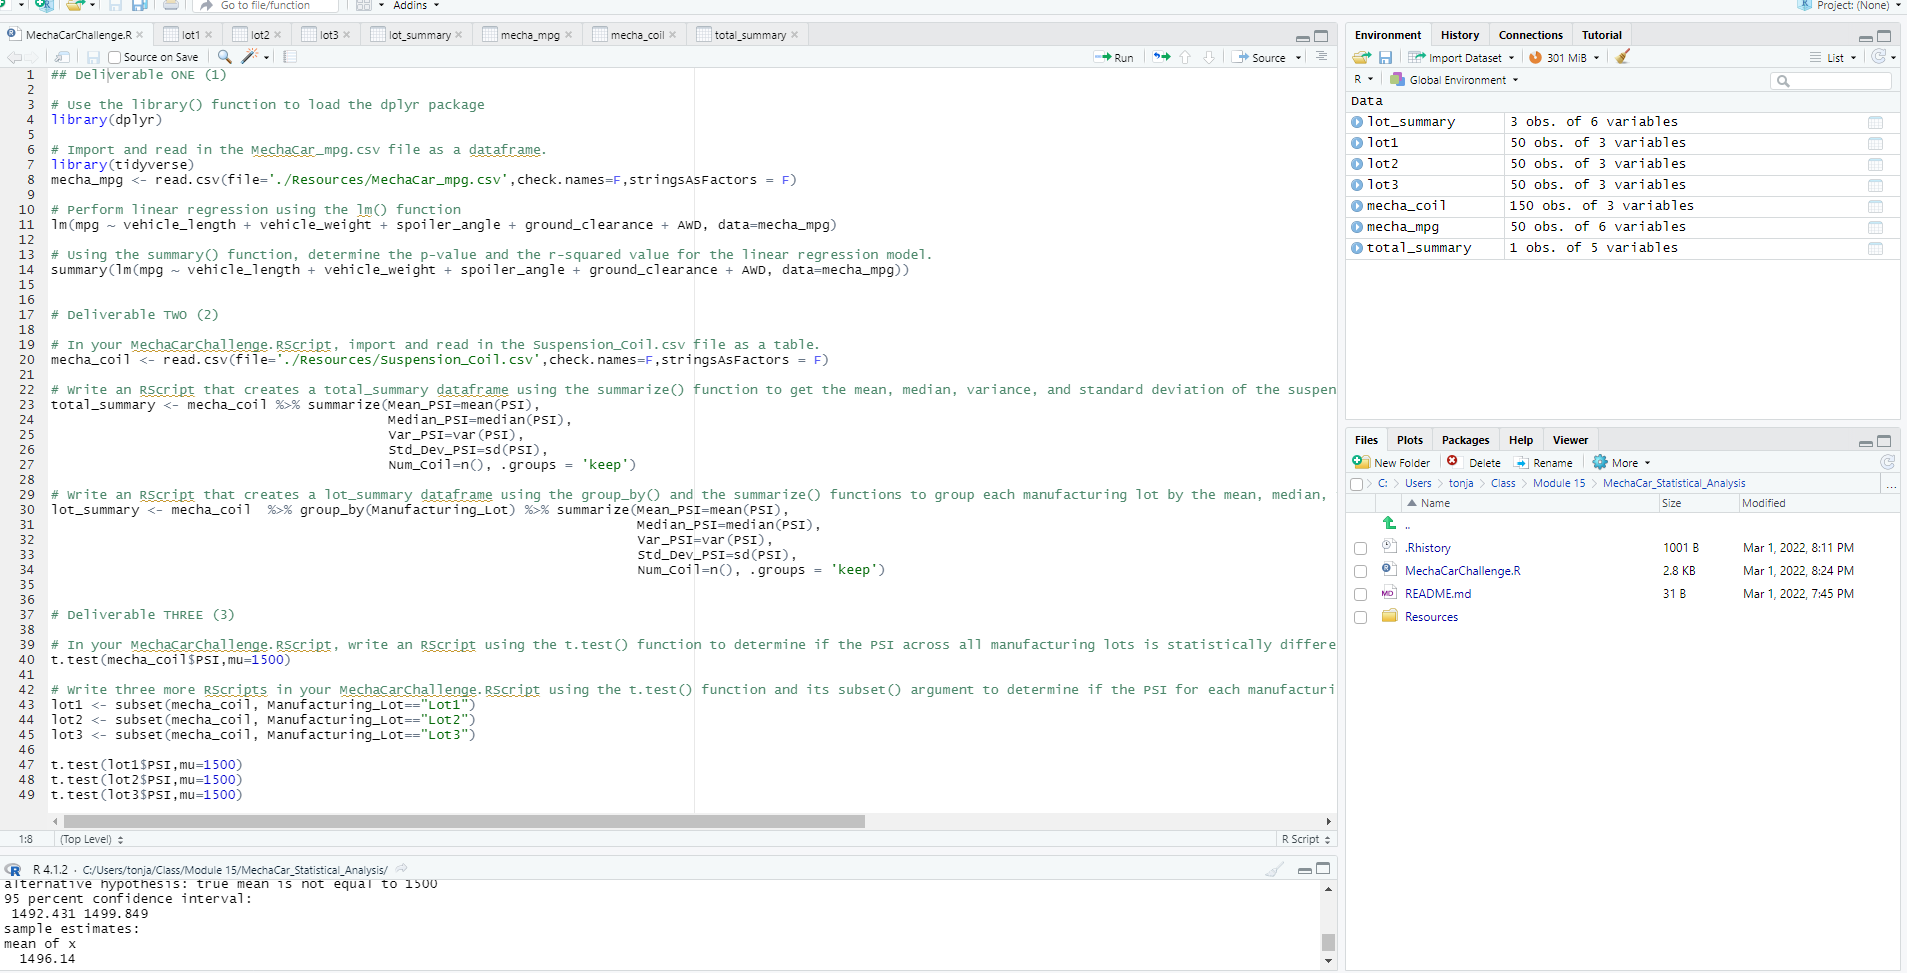 Go to file/function
Addins
Project: (None)
MechaCarChallenge.R
lot1
lot2
lot3
lot_summary
mecha_mpg
mecha_coil
total_summary
Source on Save
Run
Source
1 ## Deliverable ONE (1)
2
3 # Use the library() function to load the dplyr package
4 library(dplyr)
5
6 # Import and read in the MechaCar_mpg.csv file as a dataframe.
7 library(tidyverse)
8 mecha_mpg <- read.csv(file='./Resources/MechaCar_mpg.csv',check.names=F,stringsAsFactors = F)
9
10 # Perform linear regression using the lm() function
11 lm(mpg ~ vehicle_length + vehicle_weight + spoiler_angle + ground_clearance + AWD, data=mecha_mpg)
12
13 # Using the summary() function, determine the p-value and the r-squared value for the linear regression model.
14 summary(lm(mpg ~ vehicle_length + vehicle_weight + spoiler_angle + ground_clearance + AWD, data=mecha_mpg))
15
16
17 # Deliverable TWO (2)
18
19 # In your MechaCarChallenge.RScript, import and read in the Suspension_Coil.csv file as a table.
20 mecha_coil <- read.csv(file='./Resources/Suspension_Coil.csv',check.names=F,stringsAsFactors = F)
21
22 # Write an RScript that creates a total_summary dataframe using the summarize() function to get the mean, median, variance, and standard deviation of the suspen
23 total_summary <- mecha_coil %>% summarize(Mean_PSI=mean(PSI),
24 Median_PSI=median(PSI),
25 Var_PSI=var(PSI),
26 Std_Dev_PSI=sd(PSI),
27 Num_Coil=n(), .groups = 'keep')
28
29 # Write an RScript that creates a lot_summary dataframe using the group_by() and the summarize() functions to group each manufacturing lot by the mean, median,
30 lot_summary <- mecha_coil  %>% group_by(Manufacturing_Lot) %>% summarize(Mean_PSI=mean(PSI),
31 Median_PSI=median(PSI),
32 Var_PSI=var(PSI),
33 Std_Dev_PSI=sd(PSI),
34 Num_Coil=n(), .groups = 'keep')
35
36
37 # Deliverable THREE (3)
38
39 # In your MechaCarChallenge.RScript, write an RScript using the t.test() function to determine if the PSI across all manufacturing lots is statistically differe
40 t.test(mecha_coil$PSI,mu=1500)
41
42 # Write three more RScripts in your MechaCarChallenge.RScript using the t.test() function and its subset() argument to determine if the PSI for each manufacturi
43 lot1 <- subset(mecha_coil, Manufacturing_Lot=="Lot1")
44 lot2 <- subset(mecha_coil, Manufacturing_Lot=="Lot2")
45 lot3 <- subset(mecha_coil, Manufacturing_Lot=="Lot3")
46
47 t.test(lot1$PSI,mu=1500)
48 t.test(lot2$PSI,mu=1500)
49 t.test(lot3$PSI,mu=1500)
1:8 (Top Level) R Script
R 4.1.2 · C:/Users/tonja/Class/Module 15/MechaCar_Statistical_Analysis/
alternative hypothesis: true mean is not equal to 1500
95 percent confidence interval:
1492.431 1499.849
sample estimates:
mean of x
1496.14
Environment History Connections Tutorial
Import Dataset 301 MiB List
R Global Environment
Data
lot_summary 3 obs. of 6 variables
lot1 50 obs. of 3 variables
lot2 50 obs. of 3 variables
lot3 50 obs. of 3 variables
mecha_coil 150 obs. of 3 variables
mecha_mpg 50 obs. of 6 variables
total_summary 1 obs. of 5 variables
Files Plots Packages Help Viewer
New Folder Delete Rename More
C: Users tonja Class Module 15 MechaCar_Statistical_Analysis ...
Name Size Modified
..
.Rhistory 1001 B Mar 1, 2022, 8:11 PM
MechaCarChallenge.R 2.8 KB Mar 1, 2022, 8:24 PM
README.md 31 B Mar 1, 2022, 7:45 PM
Resources